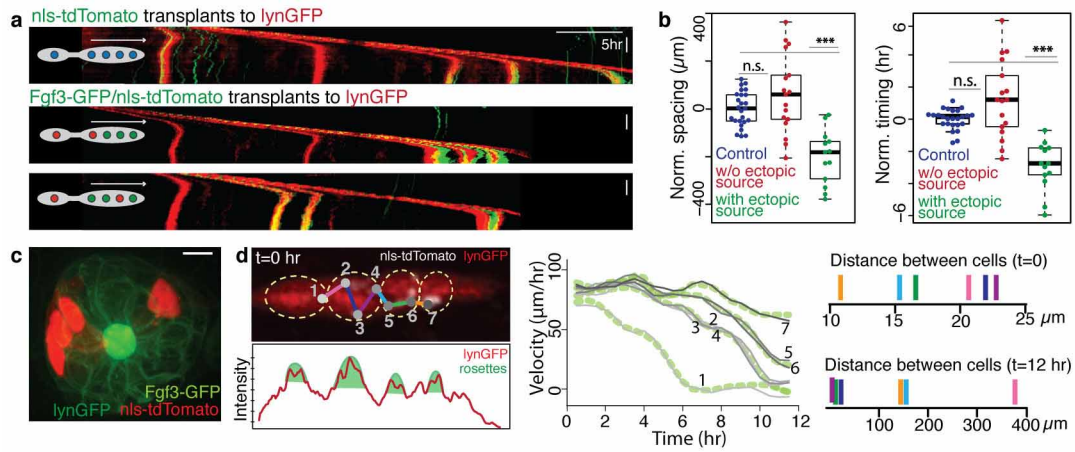 a
nls-tdTomato transplants to lynGFP
5hr
Fgf3-GFP/nls-tdTomato transplants to lynGFP
b
Norm. spacing (µm)
400
0
-400
n.s.
***
Control
w/o ectopic
source
with ectopic
source
Norm. timing (hr)
6
0
-6
n.s.
***
Control
w/o ectopic
source
with ectopic
source
c
Fgf3-GFP
lynGFP nls-tdTomato
d
t=0 hr
nls-tdTomato lynGFP
1
2
3
4
5
6
7
Intensity
lynGFP
rosettes
Velocity (µm/hr)
100
50
0
0 2 4 6 8 10 12
Time (hr)
1
2
3
4
5
6
7
Distance between cells (t=0)
10 15 20 25 µm
Distance between cells (t=12 hr)
100 200 300 400 µm